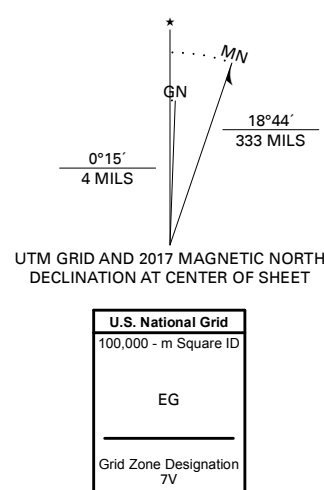 ★
MN
GN
18°44´
333 MILS
0°15´
4 MILS
UTM GRID AND 2017 MAGNETIC NORTH
DECLINATION AT CENTER OF SHEET
U.S. National Grid
100,000 - m Square ID
EG
Grid Zone Designation
7V